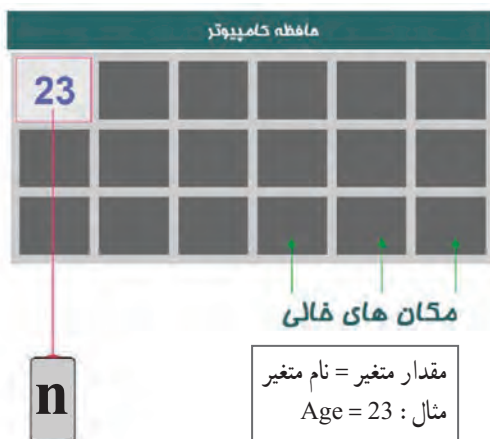 حافظه کامپیوتر
23
مکان های خالی
n
مقدار متغیر = نام متغیر
مثال : Age = 23